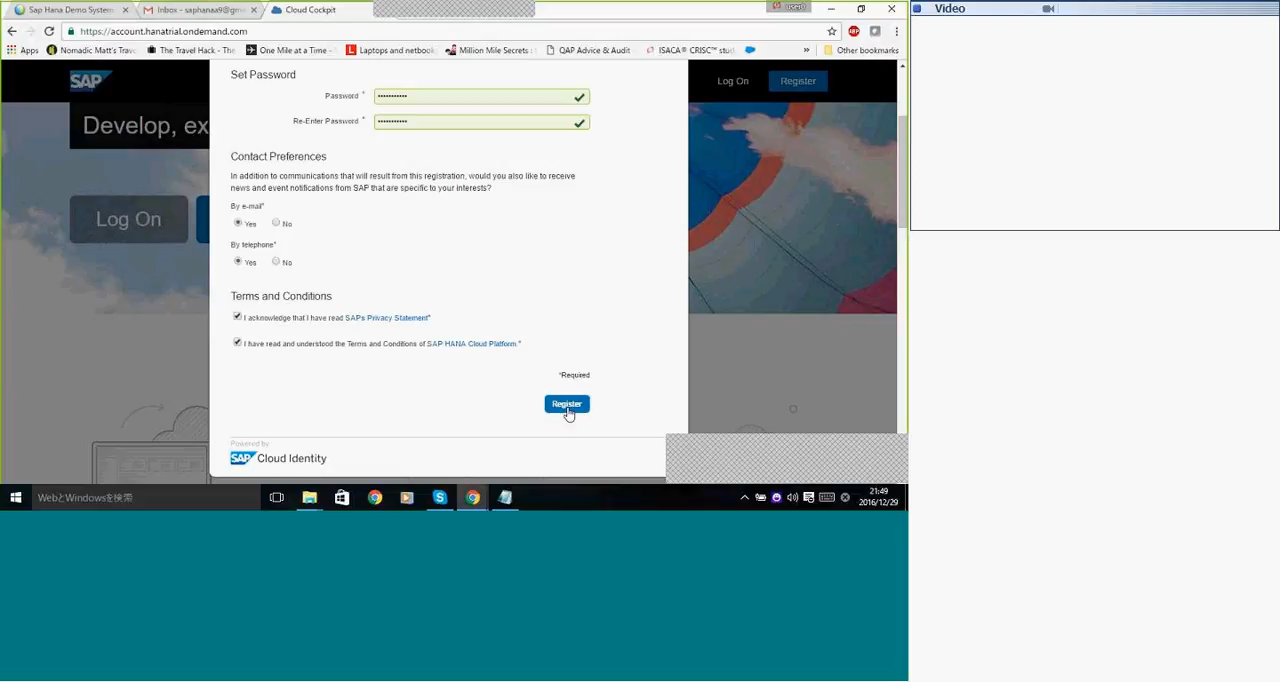 Sap Hana Demo System
Inbox - saphanaa9@gm
Cloud Cockpit
user0
Video
https://account.hanatrial.ondemand.com
ABP
Apps
Nomadic Matt's Trav
The Travel Hack - The
One Mile at a Time -
Laptops and netbook
Million Mile Secrets
QAP Advice & Audit
ISACA® CRISC™ stu
»
Other bookmarks
SAP
Log On
Register
Develop, ex
Log On
Set Password
Password *
•••••••••••
Re-Enter Password *
•••••••••••
Contact Preferences
In addition to communications that will result from this registration, would you also like to receive
news and event notifications from SAP that are specific to your interests?
By e-mail*
Yes No
By telephone*
Yes No
Terms and Conditions
I acknowledge that I have read SAPs Privacy Statement*
I have read and understood the Terms and Conditions of SAP HANA Cloud Platform.*
*Required
Register
Powered by
SAP Cloud Identity
WebとWindowsを検索
21:49
2016/12/29